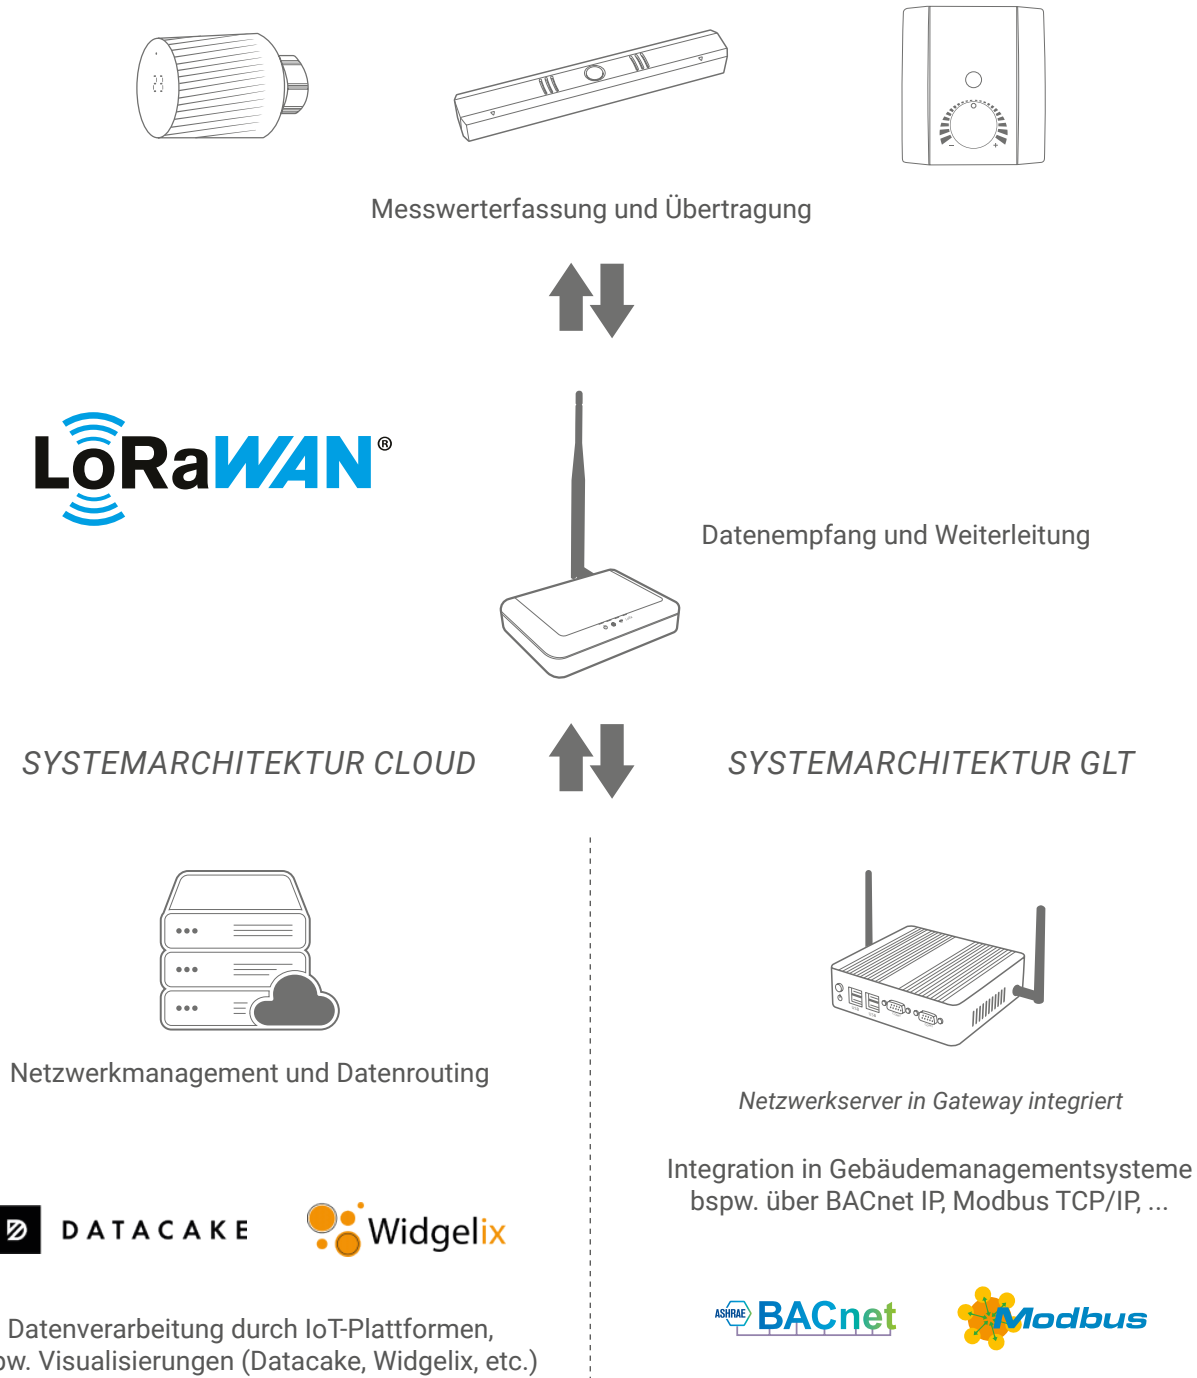 Messwerterfassung und Übertragung
LoRaWAN®
Datenempfang und Weiterleitung
SYSTEMARCHITEKTUR CLOUD
SYSTEMARCHITEKTUR GLT
Netzwerkmanagement und Datenrouting
DATACAKE
Widgelix
Datenverarbeitung durch IoT-Plattformen,
pw. Visualisierungen (Datacake, Widgelix, etc.)
Netzwerkserver in Gateway integriert
Integration in Gebäudemanagementsysteme
bspw. über BACnet IP, Modbus TCP/IP, ...
ASHRAE BACnet
Modbus